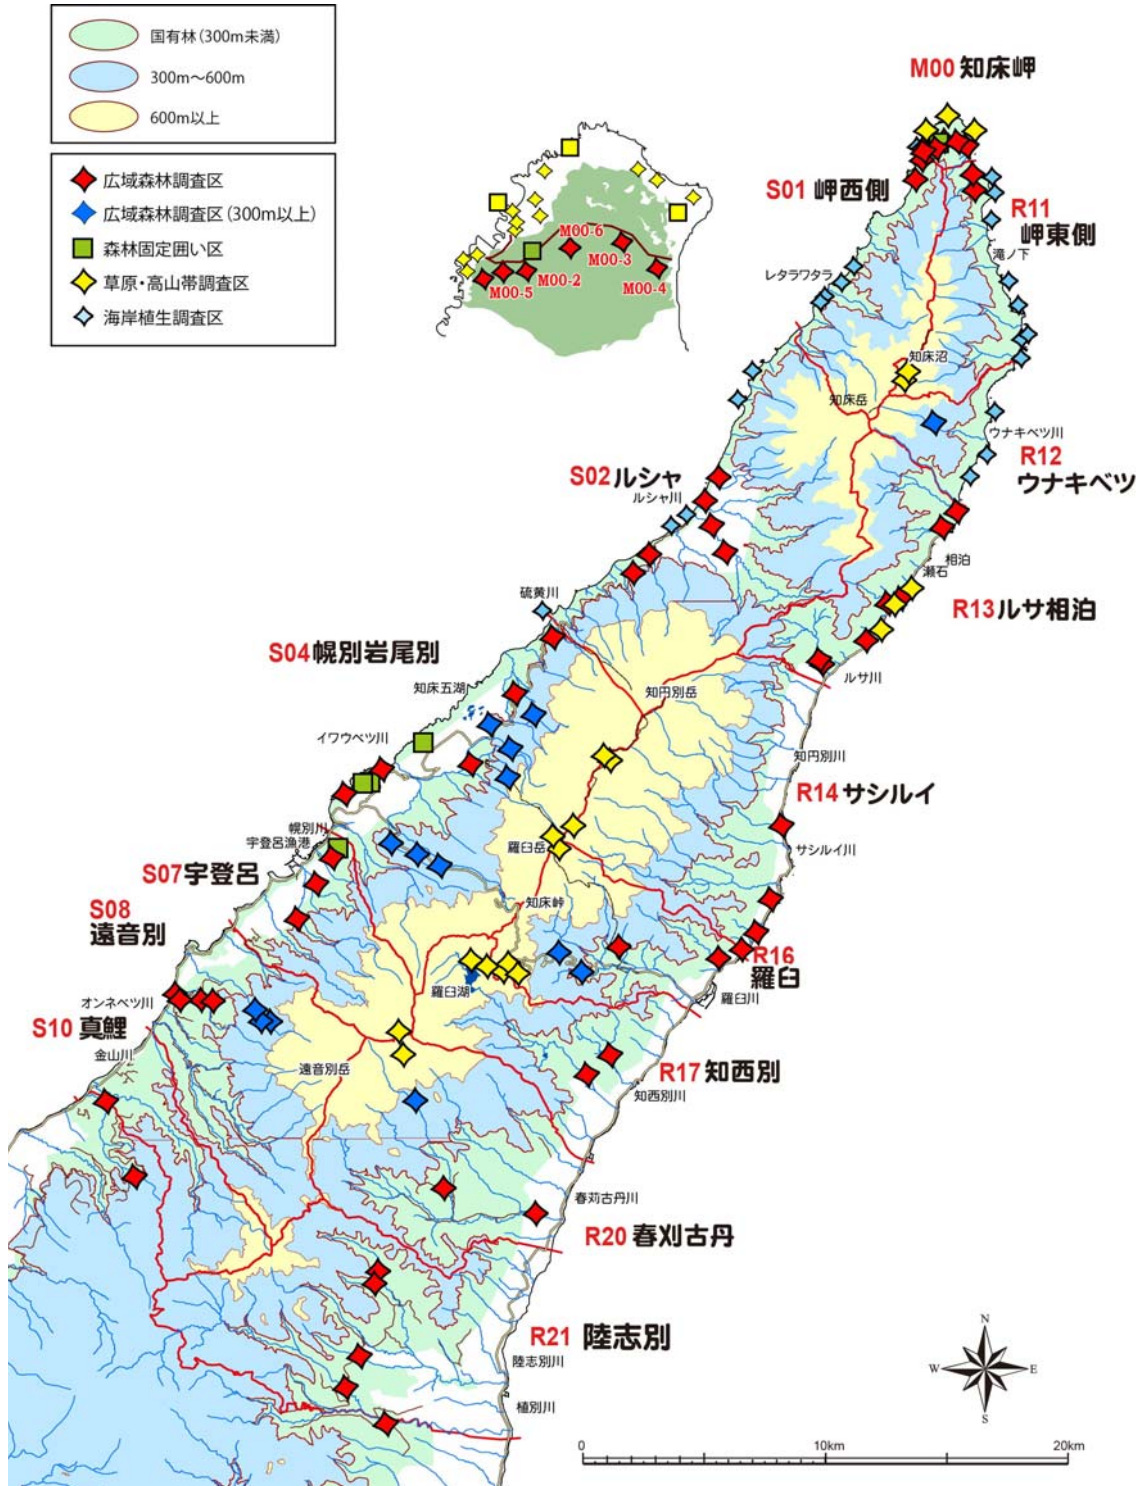 国有林(300m未満)
300m～600m
600m以上
広域森林調査区
広域森林調査区(300m以上)
森林固定囲い区
草原・高山帯調査区
海岸植生調査区
M00-6
M00-3
M00-2
M00-5
M00-4
M00 知床岬
S01 岬西側
R11
岬東側
滝ノ下
レタラワタラ
知床沼
知床岳
ウナキベツ川
R12
ウナキベツ
S02 ルシャ
ルシャ川
相泊
瀬石
硫黄川
R13 ルサ相泊
S04 幌別岩尾別
ルサ川
知床五湖
知円別岳
イワウベツ川
知円別川
R14 サシルイ
幌別川
宇登呂漁港
羅臼岳
サシルイ川
S07 宇登呂
知床峠
S08
遠音別
R16
羅臼
羅臼湖
羅臼川
オンネベツ川
S10 真鯉
金山川
遠音別岳
R17 知西別
知西別川
春苅古丹川
R20 春刈古丹
R21 陸志別
陸志別川
植別川
N
W
E
S
0
10km
20km